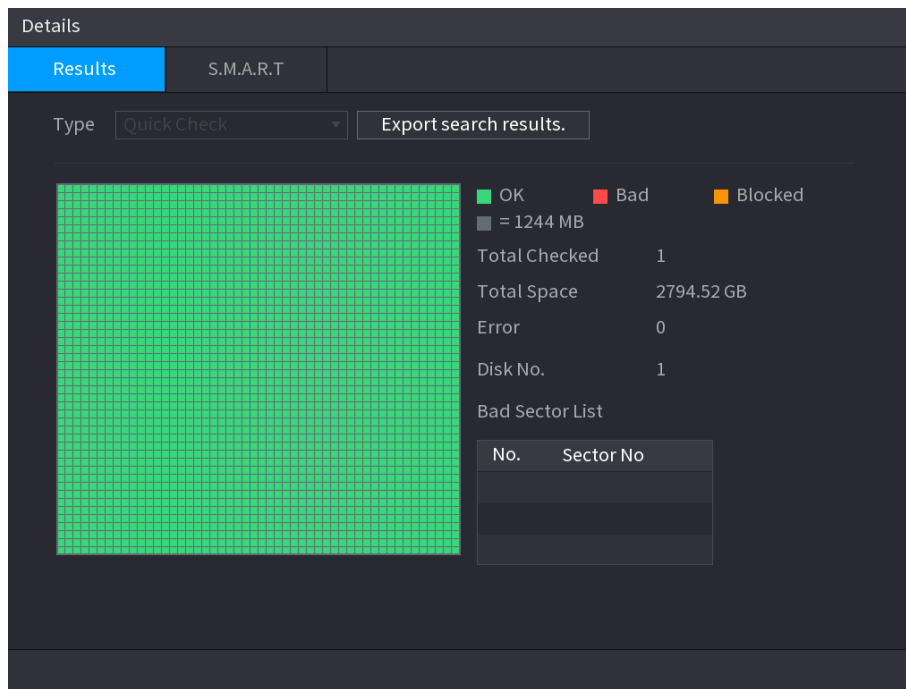 Details
Results S.M.A.R.T
Type Quick Check Export search results.
OK Bad Blocked
= 1244 MB
Total Checked 1
Total Space 2794.52 GB
Error 0
Disk No. 1
Bad Sector List
No. Sector No